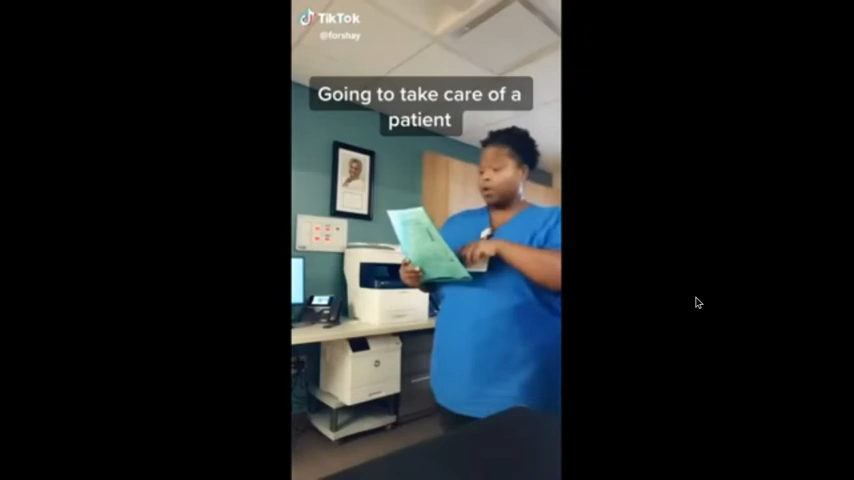 TikTok
@forshay
Going to take care of a
patient